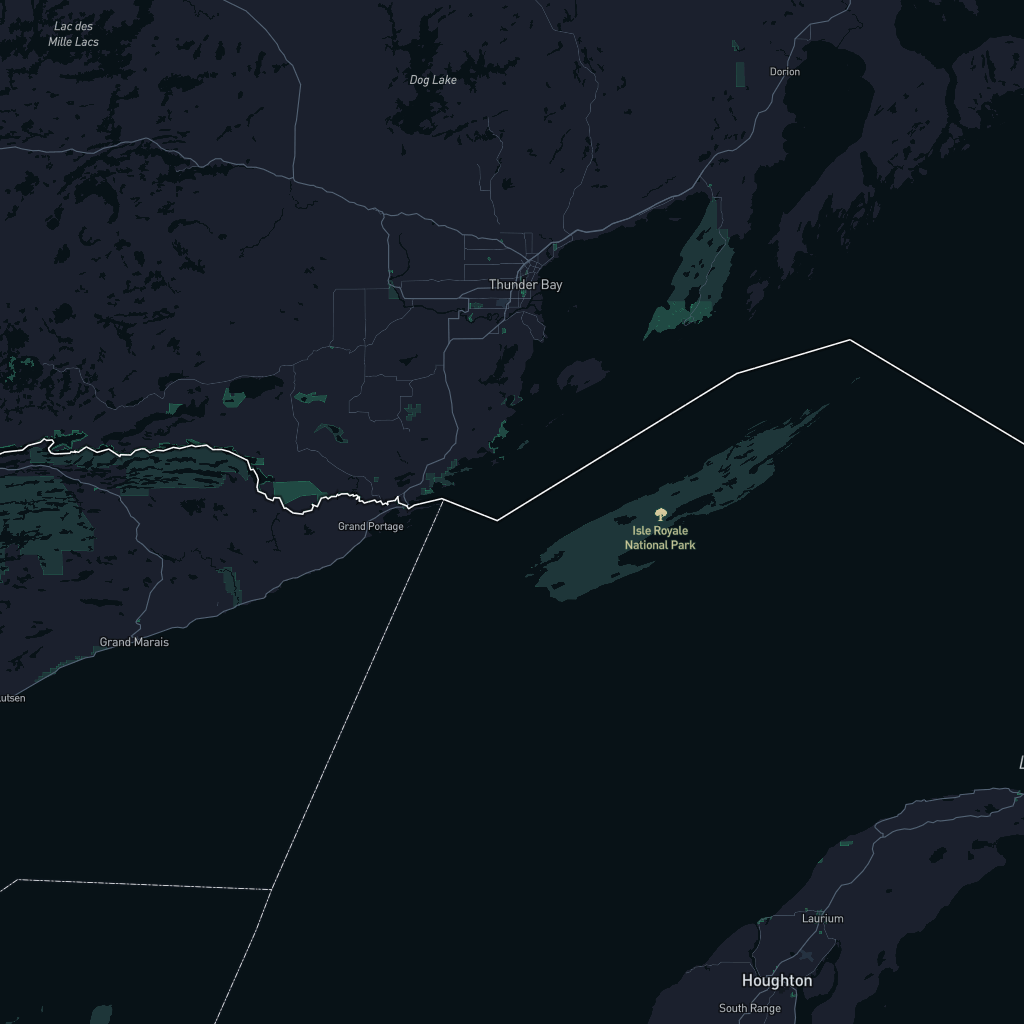 Lac des
Mille Lacs
Dog Lake
Dorion
Thunder Bay
Grand Portage
Isle Royale
National Park
Grand Marais
utsen
L
Laurium
Houghton
South Range